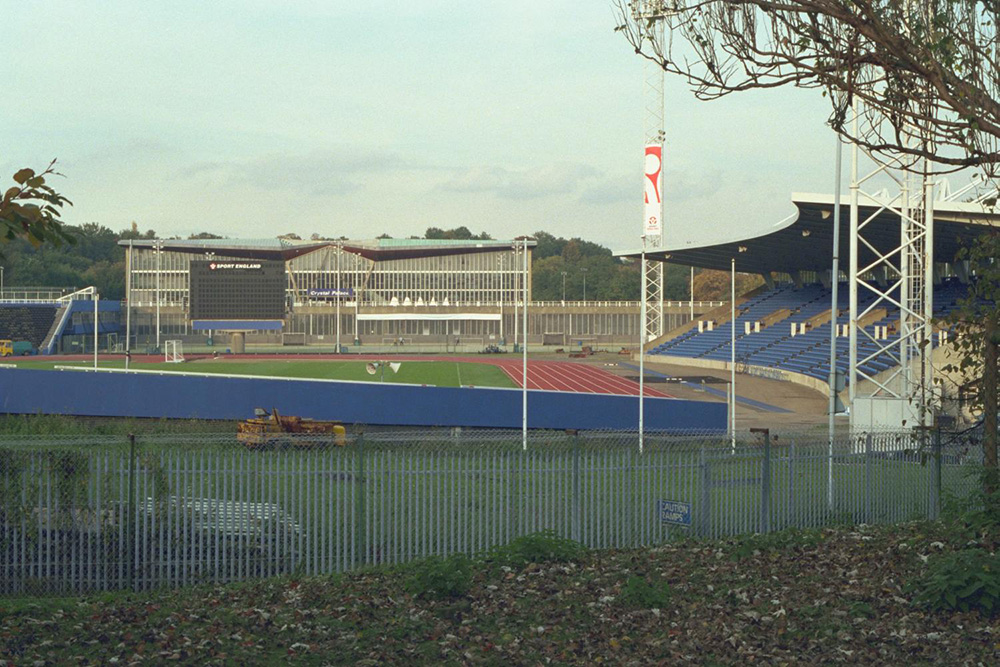 SPORT ENGLAND
Crystal Palace
CAUTION
RAMPS